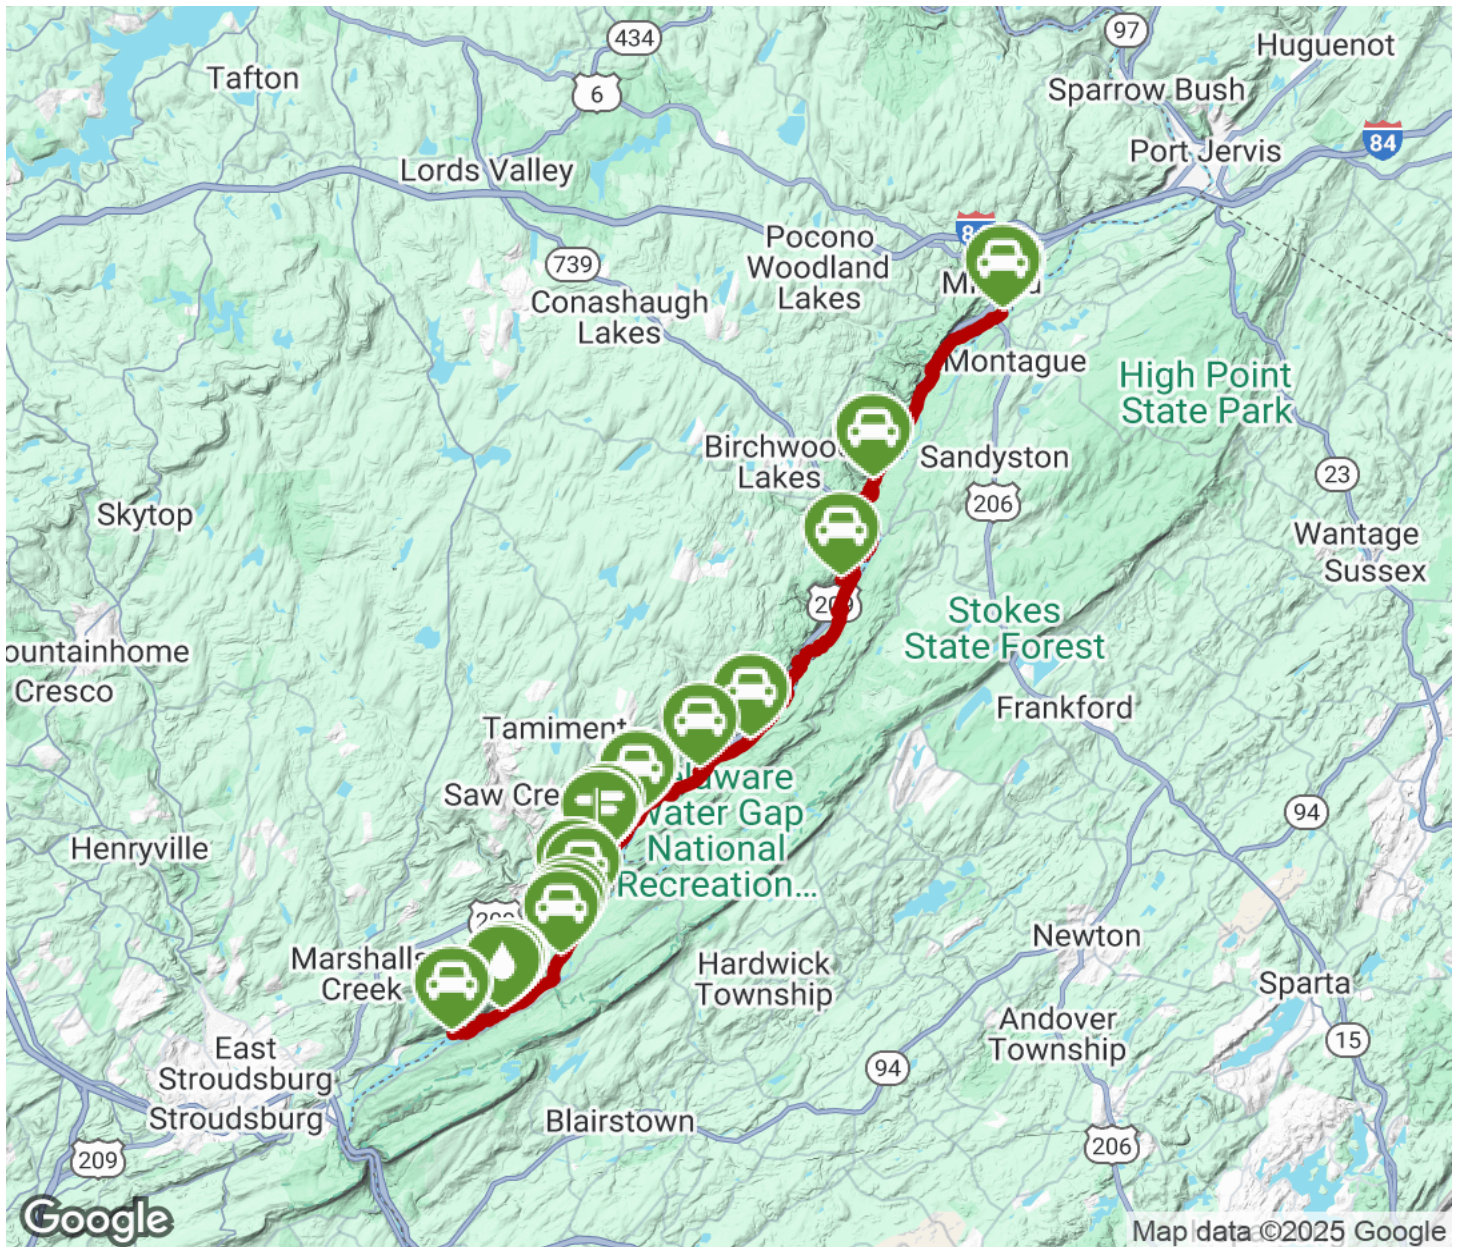 434
97
Huguenot
Tafton
6
Sparrow Bush
84
Port Jervis
Lords Valley
Pocono
Woodland
Lakes
739
Conashaugh
Lakes
Montague
High Point
State Park
Birchwoo
Lakes
Sandyston
23
206
Skytop
Wantage
Sussex
209
Stokes
State Forest
ountainhome
Cresco
Frankford
Tamiment
Saw Cre
elaware
Water Gap
National
Recreation...
94
Henryville
Newton
Marshalls
Creek
Hardwick
Township
Sparta
Andover
Township
15
East
Stroudsburg
94
Stroudsburg
Blairstown
206
209
Google
Map data ©2025 Google